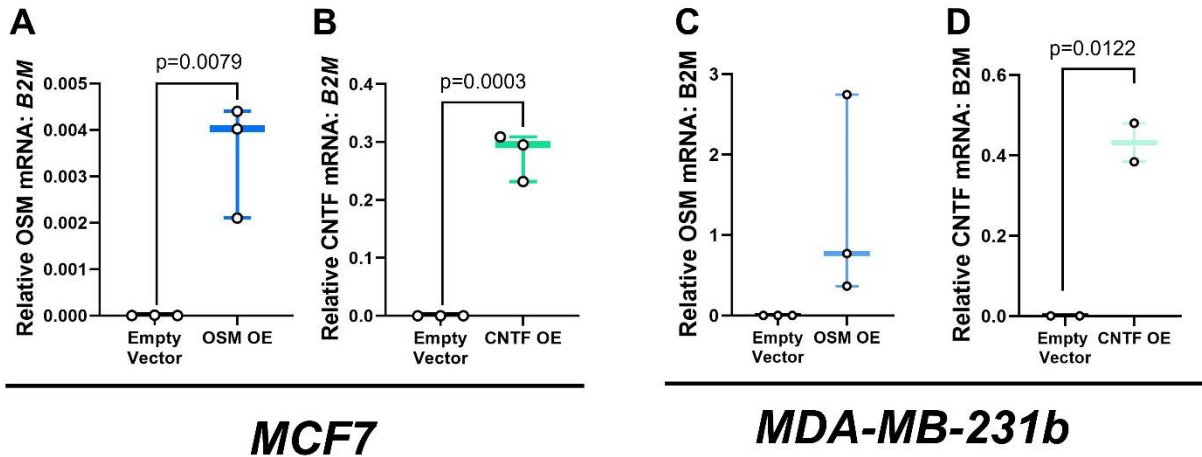 A
p=0.0079
Relative OSM mRNA: B2M
0.005
0.004
0.003
0.002
0.001
0.000
Empty
Vector
OSM OE
B
p=0.0003
Relative CNTF mRNA: B2M
0.4
0.3
0.2
0.1
0.0
Empty
Vector
CNTF OE
MCF7
C
Relative OSM mRNA: B2M
3
2
1
0
Empty
Vector
OSM OE
D
p=0.0122
Relative CNTF mRNA: B2M
0.6
0.4
0.2
0.0
Empty
Vector
CNTF OE
MDA-MB-231b